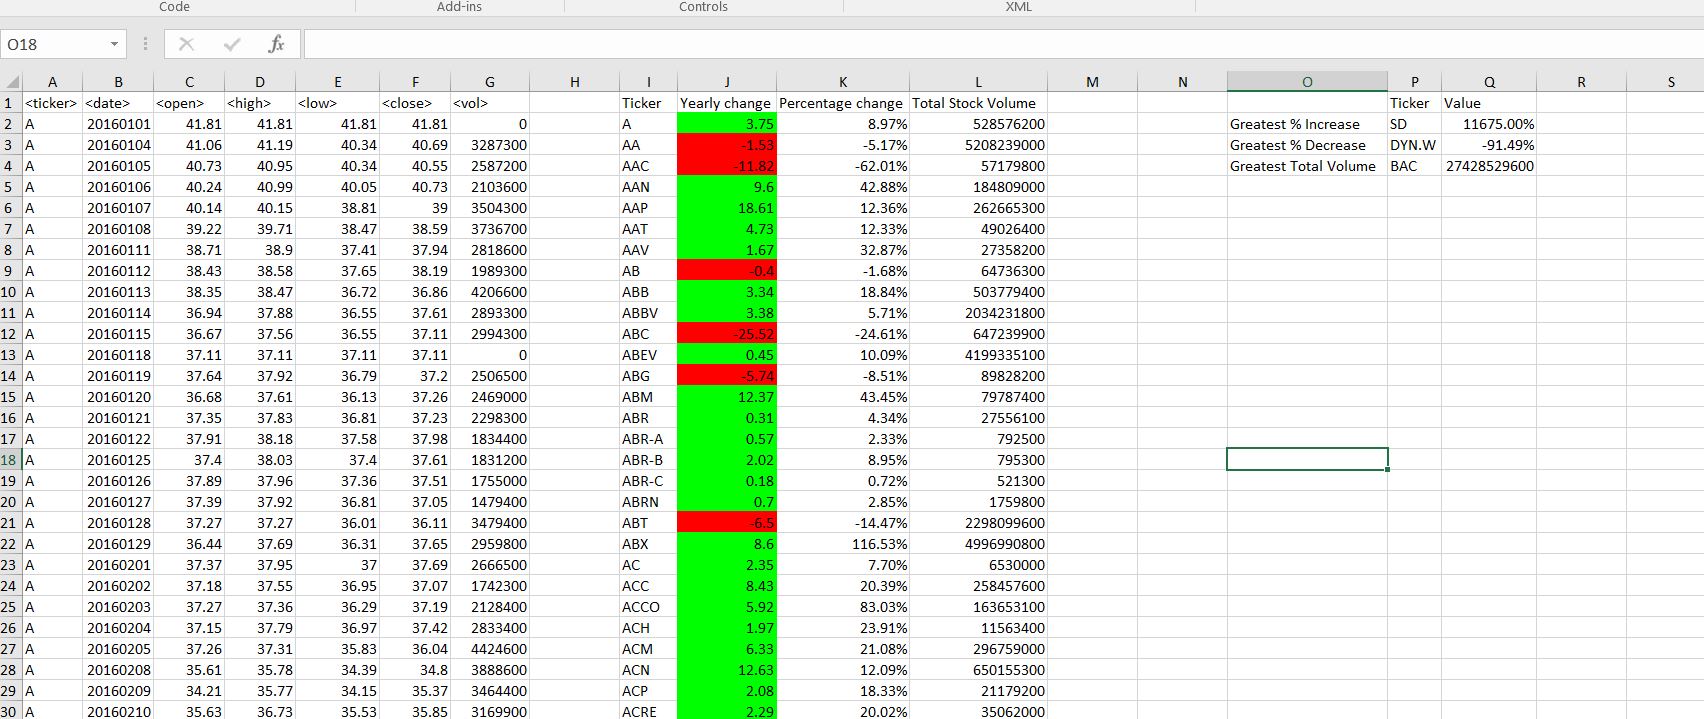 Code Add-ins Controls XML
O18 fx
A B C D E F G H I J K L M N O P Q R S
1 <ticker> <date> <open> <high> <low> <close> <vol> Ticker Yearly change Percentage change Total Stock Volume Ticker Value
2 A 20160101 41.81 41.81 41.81 41.81 0 A 3.75 8.97% 528576200 Greatest % Increase SD 11675.00%
3 A 20160104 41.06 41.19 40.34 40.69 3287300 AA -1.53 -5.17% 5208239000 Greatest % Decrease DYN.W -91.49%
4 A 20160105 40.73 40.95 40.34 40.55 2587200 AAC -11.82 -62.01% 57179800 Greatest Total Volume BAC 27428529600
5 A 20160106 40.24 40.99 40.05 40.73 2103600 AAN 9.6 42.88% 184809000
6 A 20160107 40.14 40.15 38.81 39 3504300 AAP 18.61 12.36% 262665300
7 A 20160108 39.22 39.71 38.47 38.59 3736700 AAT 4.73 12.33% 49026400
8 A 20160111 38.71 38.9 37.41 37.94 2818600 AAV 1.67 32.87% 27358200
9 A 20160112 38.43 38.58 37.65 38.19 1989300 AB -0.4 -1.68% 64736300
10 A 20160113 38.35 38.47 36.72 36.86 4206600 ABB 3.34 18.84% 503779400
11 A 20160114 36.94 37.88 36.55 37.61 2893300 ABBV 3.38 5.71% 2034231800
12 A 20160115 36.67 37.56 36.55 37.11 2994300 ABC -25.52 -24.61% 647239900
13 A 20160118 37.11 37.11 37.11 37.11 0 ABEV 0.45 10.09% 4199335100
14 A 20160119 37.64 37.92 36.79 37.2 2506500 ABG -5.74 -8.51% 89828200
15 A 20160120 36.68 37.61 36.13 37.26 2469000 ABM 12.37 43.45% 79787400
16 A 20160121 37.35 37.83 36.81 37.23 2298300 ABR 0.31 4.34% 27556100
17 A 20160122 37.91 38.18 37.58 37.98 1834400 ABR-A 0.57 2.33% 792500
18 A 20160125 37.4 38.03 37.4 37.61 1831200 ABR-B 2.02 8.95% 795300
19 A 20160126 37.89 37.96 37.36 37.51 1755000 ABR-C 0.18 0.72% 521300
20 A 20160127 37.39 37.92 36.81 37.05 1479400 ABRN 0.7 2.85% 1759800
21 A 20160128 37.27 37.27 36.01 36.11 3479400 ABT -6.5 -14.47% 2298099600
22 A 20160129 36.44 37.69 36.31 37.65 2959800 ABX 8.6 116.53% 4996990800
23 A 20160201 37.37 37.95 37 37.69 2666500 AC 2.35 7.70% 6530000
24 A 20160202 37.18 37.55 36.95 37.07 1742300 ACC 8.43 20.39% 258457600
25 A 20160203 37.27 37.36 36.29 37.19 2128400 ACCO 5.92 83.03% 163653100
26 A 20160204 37.15 37.79 36.97 37.42 2833400 ACH 1.97 23.91% 11563400
27 A 20160205 37.26 37.31 35.83 36.04 4424600 ACM 6.33 21.08% 296759000
28 A 20160208 35.61 35.78 34.39 34.8 3888600 ACN 12.63 12.09% 650155300
29 A 20160209 34.21 35.77 34.15 35.37 3464400 ACP 2.08 18.33% 21179200
30 A 20160210 35.63 36.73 35.53 35.85 3169900 ACRE 2.29 20.02% 35062000